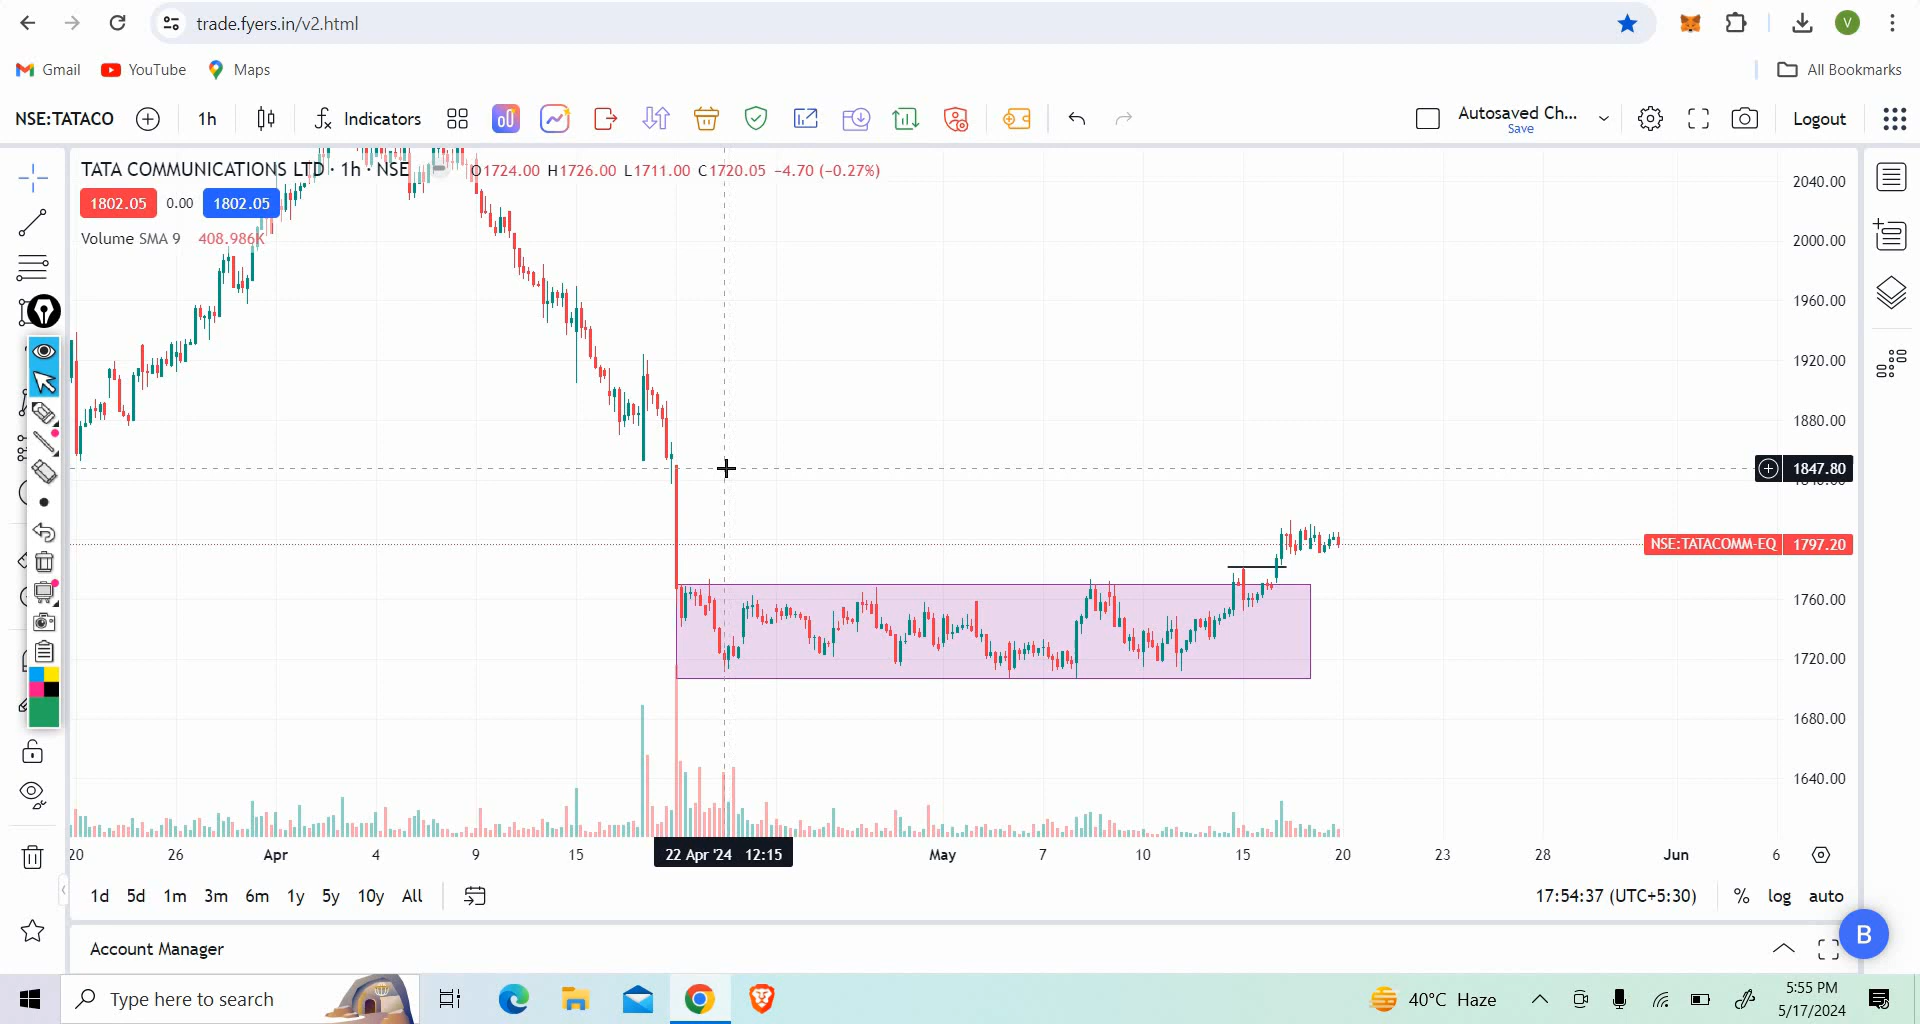 trade.fyers.in/v2.html
V
Gmail YouTube Maps All Bookmarks
NSE:TATACO 1h Indicators Autosaved Ch... Save Logout
TATA COMMUNICATIONS LTD · 1h · NSE O1724.00 H1726.00 L1711.00 C1720.05 −4.70 (−0.27%)
1802.05 0.00 1802.05
Volume SMA 9 408.986K
2040.00
2000.00
1960.00
1920.00
1880.00
1847.80
1840.00
NSE:TATACOMM-EQ 1797.20
1760.00
1720.00
1680.00
1640.00
20 26 Apr 4 9 15 22 Apr '24 12:15 May 7 10 15 20 23 28 Jun 6
1d 5d 1m 3m 6m 1y 5y 10y All 17:54:37 (UTC+5:30) % log auto
Account Manager B
Type here to search 40°C Haze 5:55 PM
5/17/2024